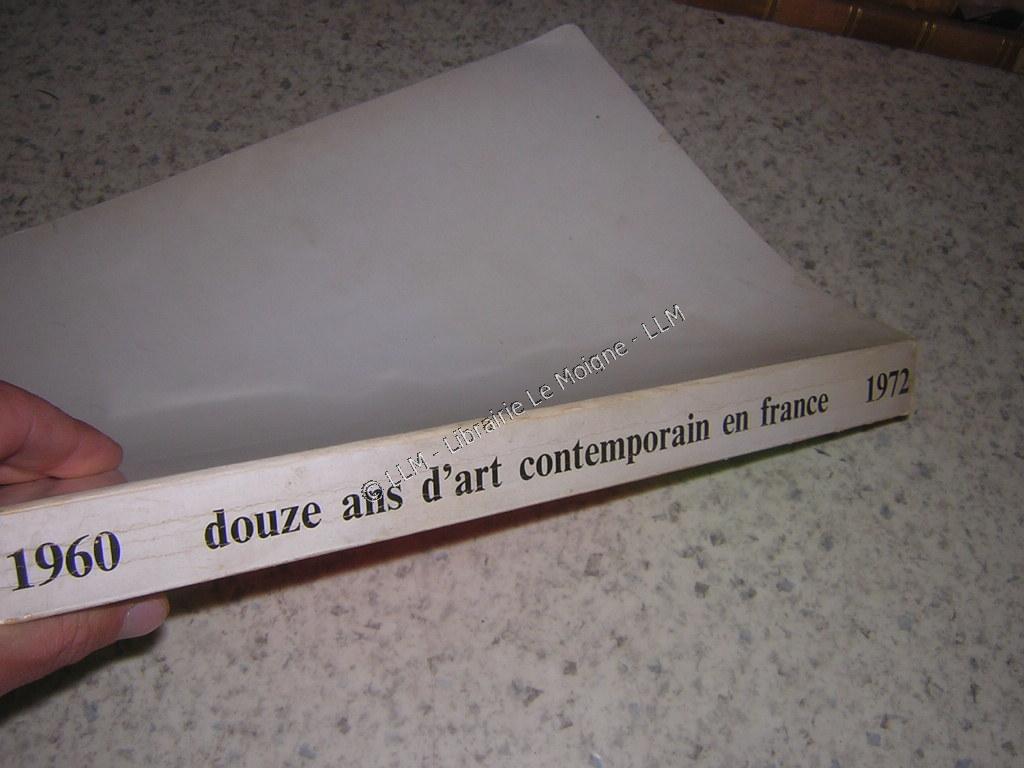 1960 douze ans d'art contemporain en france 1972
© LLM - Librairie Le Moigne - LLM